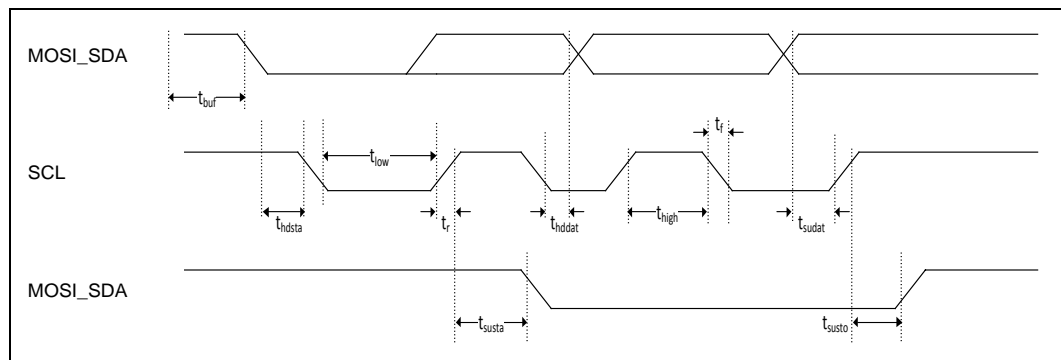 MOSI_SDA
tbuf
tf
tlow
SCL
thdsta
tr
thddat
thigh
tsudat
MOSI_SDA
tsusta
tsusto